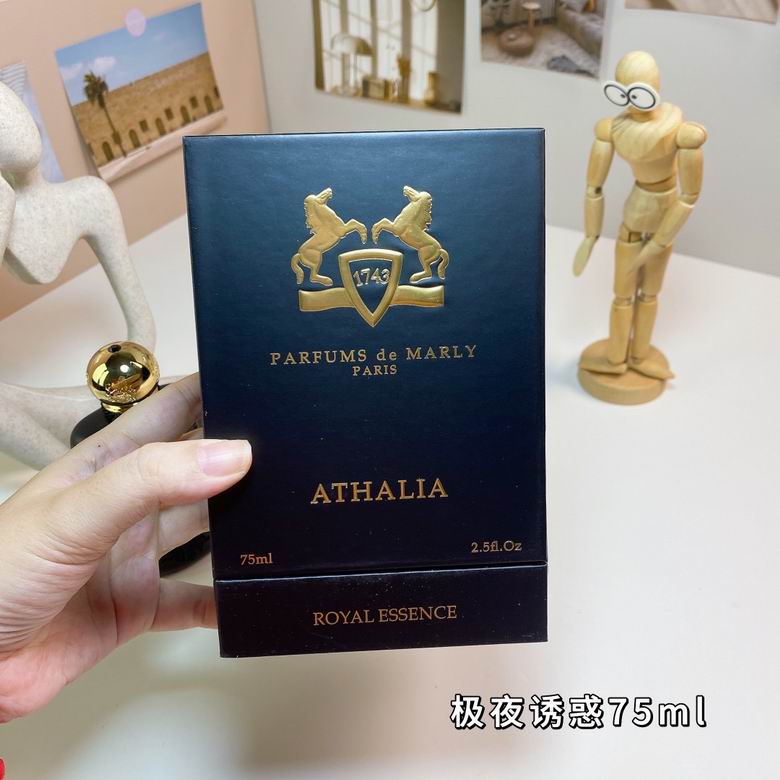 1743
PARFUMS de MARLY
PARIS
ATHALIA
75ml
2.5fl.Oz
ROYAL ESSENCE
极夜诱惑75ml